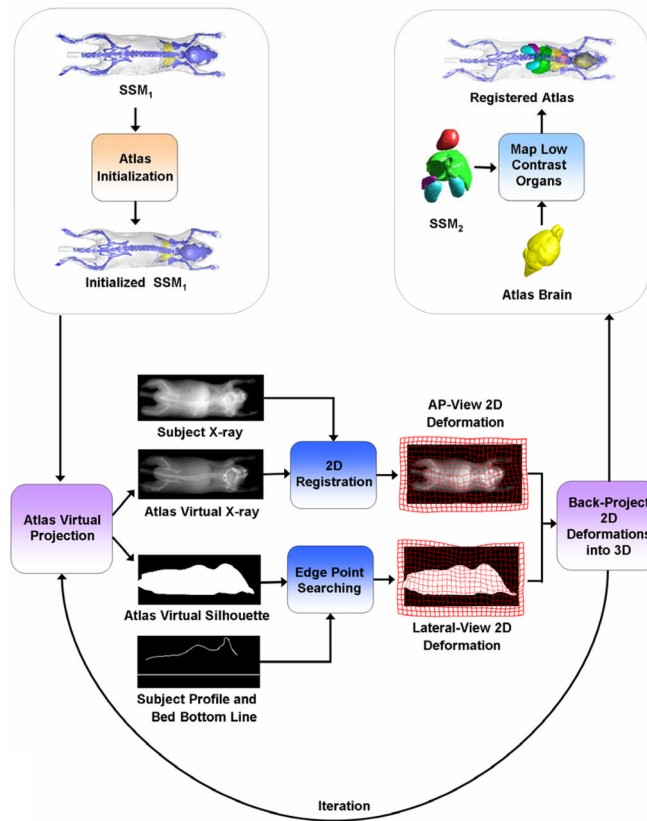 SSM1
Atlas
Initialization
Initialized SSM1
Registered Atlas
Map Low
Contrast
Organs
SSM2
Atlas Brain
Subject X-ray
AP-View 2D
Deformation
2D
Registration
Atlas Virtual X-ray
Atlas Virtual
Projection
Back-Project
2D
Deformations
into 3D
Edge Point
Searching
Atlas Virtual Silhouette
Lateral-View 2D
Deformation
Subject Profile and
Bed Bottom Line
Iteration